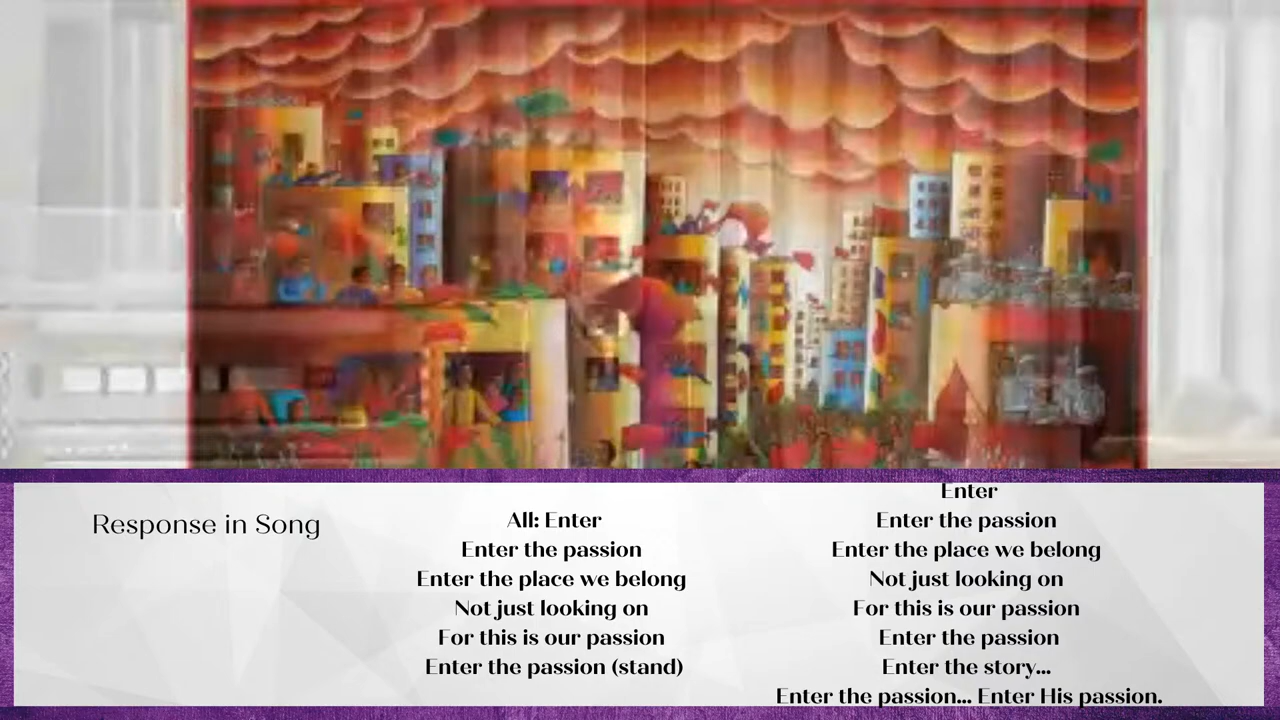 Response in Song
All: Enter
Enter the passion
Enter the place we belong
Not just looking on
For this is our passion
Enter the passion (stand)
Enter
Enter the passion
Enter the place we belong
Not just looking on
For this is our passion
Enter the passion
Enter the story...
Enter the passion... Enter His passion.